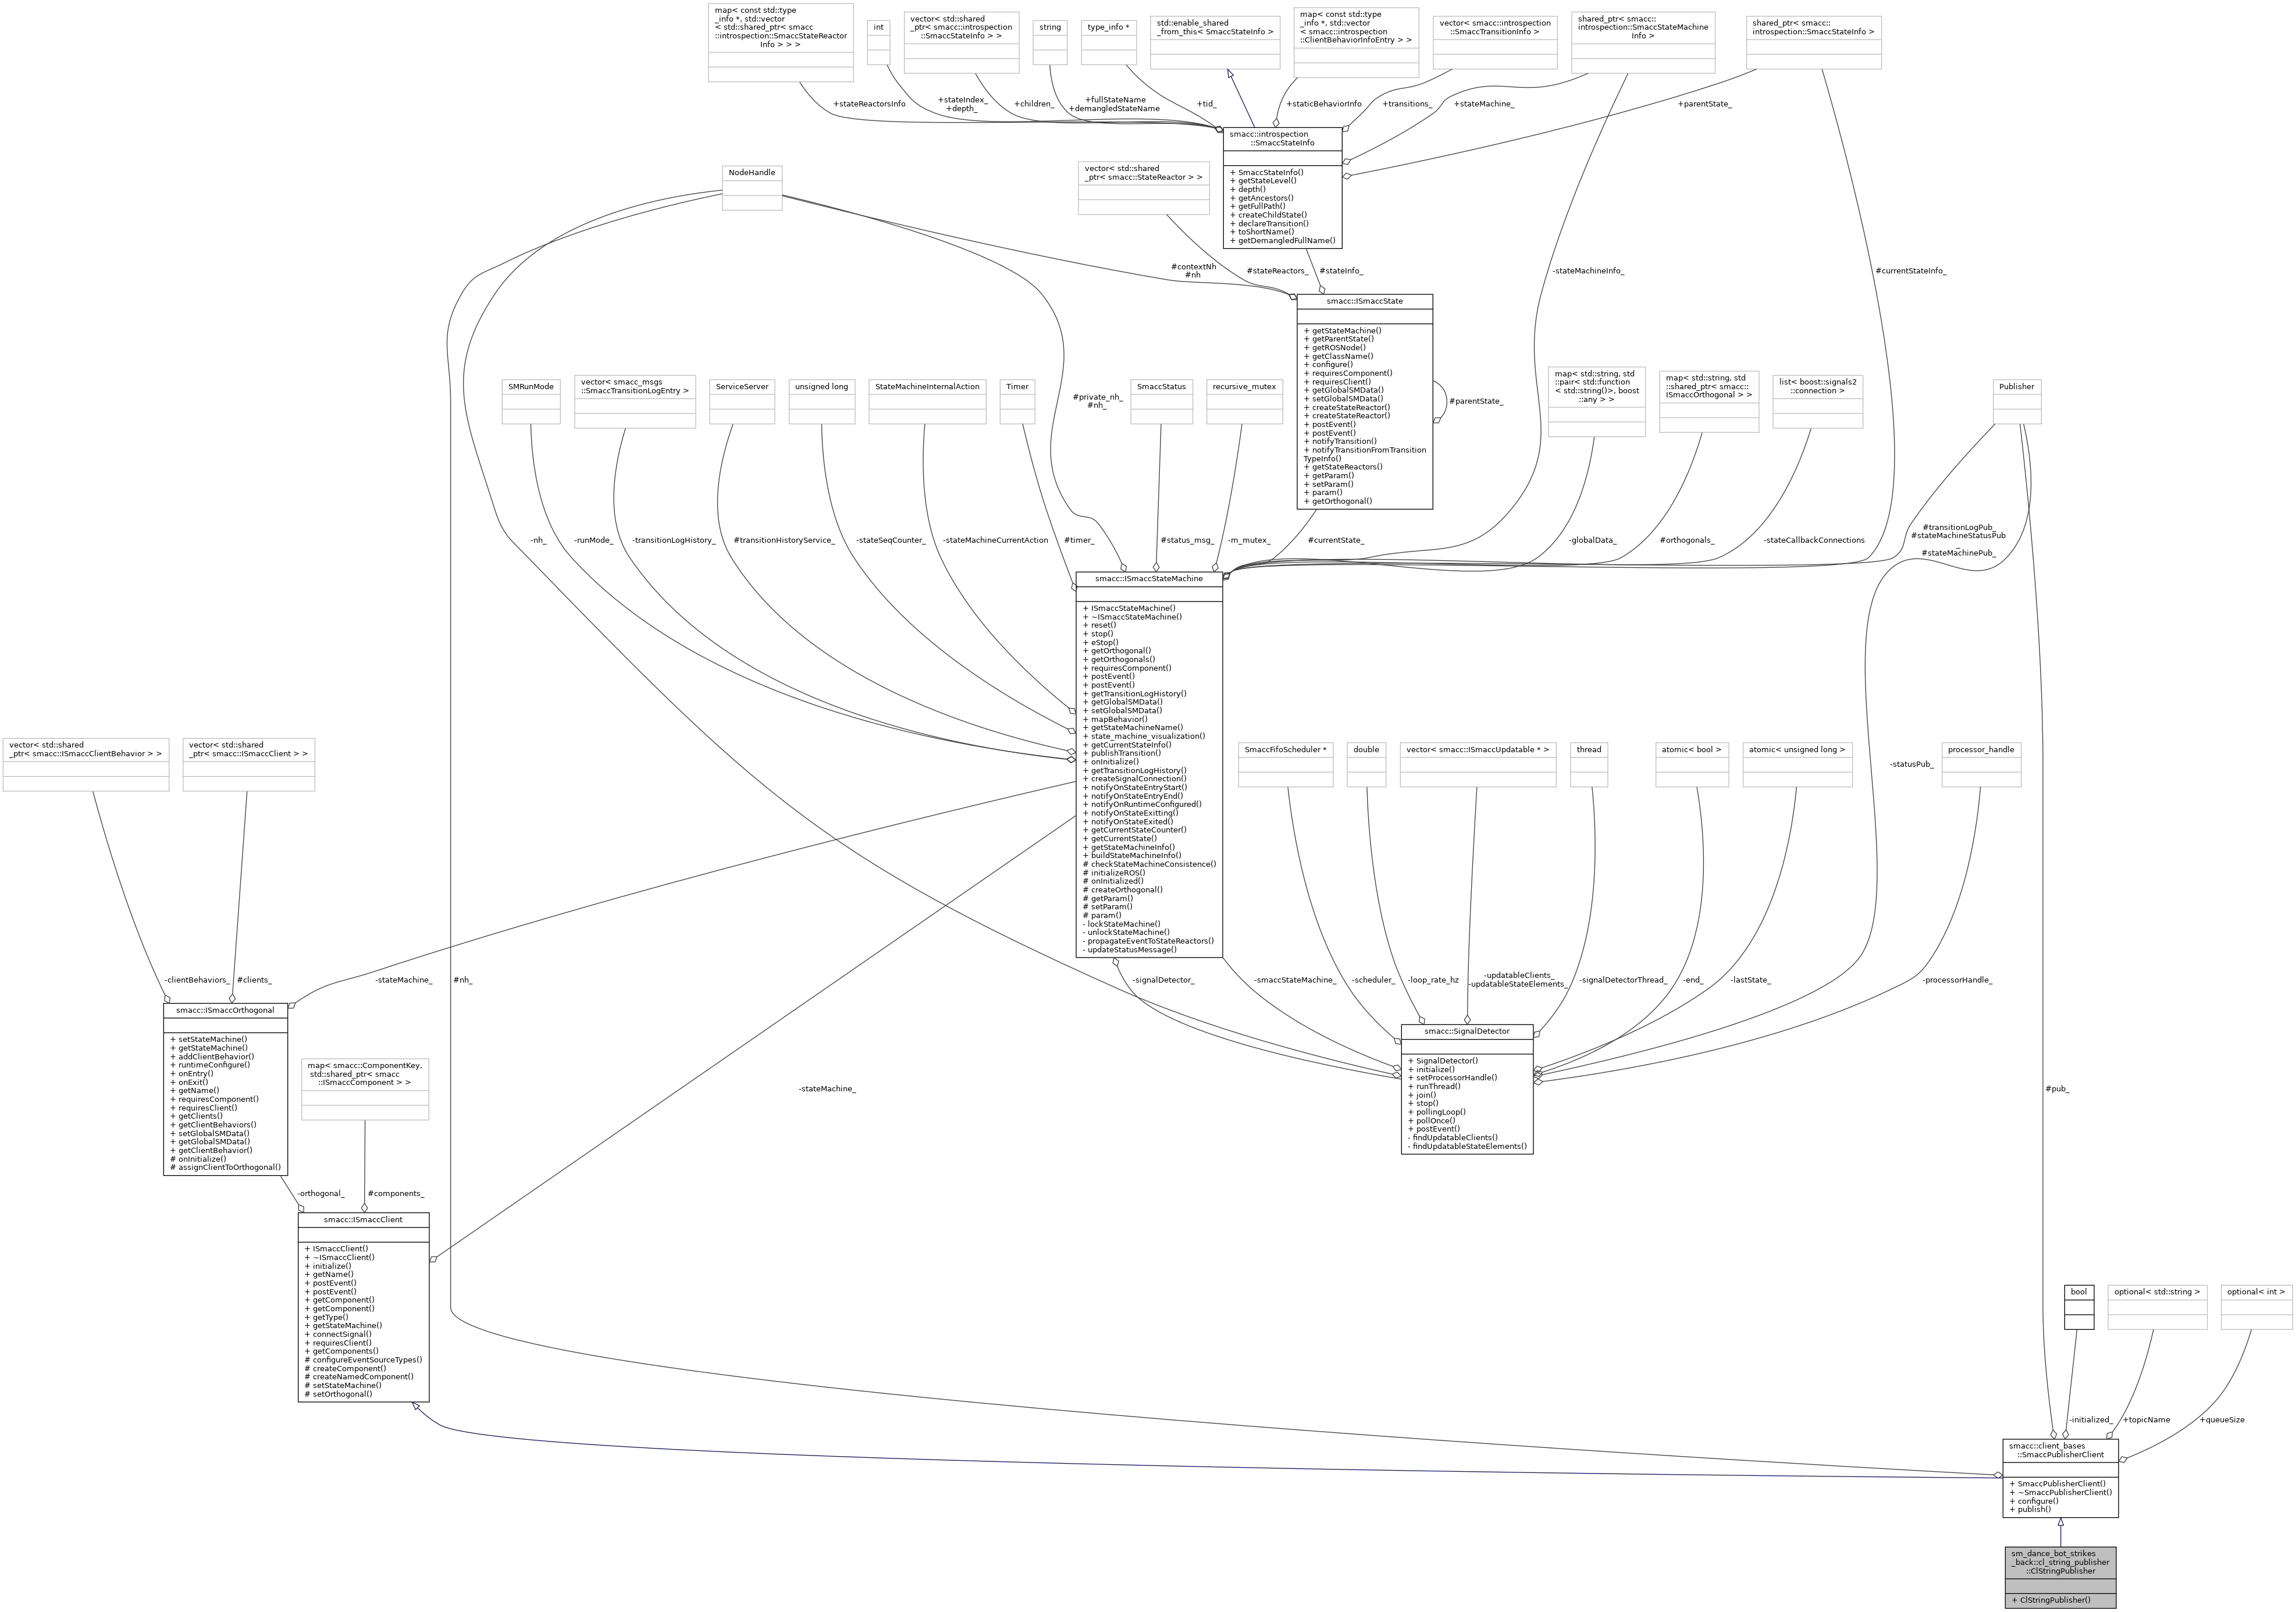 map< const std::type
_info *, std::vector
< std::shared_ptr< smacc
::introspection::SmaccStateReactor
Info > > >
int
vector< std::shared
_ptr< smacc::introspection
::SmaccStateInfo > >
string
type_info *
std::enable_shared
_from_this< SmaccStateInfo >
map< const std::type
_info *, std::vector
< smacc::introspection
::ClientBehaviorInfoEntry > >
vector< smacc::introspection
::SmaccTransitionInfo >
shared_ptr< smacc::
introspection::SmaccStateMachine
Info >
shared_ptr< smacc::
introspection::SmaccStateInfo >
+stateReactorsInfo
+stateIndex_
+depth_
+children_
+fullStateName
+demangledStateName
+tid_
+staticBehaviorInfo
+transitions_
+stateMachine_
+parentState_
smacc::introspection
::SmaccStateInfo
+ SmaccStateInfo()
+ getStateLevel()
+ depth()
+ getAncestors()
+ getFullPath()
+ createChildState()
+ declareTransition()
+ toShortName()
+ getDemangledFullName()
NodeHandle
vector< std::shared
_ptr< smacc::StateReactor > >
#contextNh
#nh
#stateReactors_
#stateInfo_
-stateMachineInfo_
#currentStateInfo_
smacc::ISmaccState
+ getStateMachine()
+ getParentState()
+ getROSNode()
+ getClassName()
+ configure()
+ requiresComponent()
+ requiresClient()
+ getGlobalSMData()
+ setGlobalSMData()
+ createStateReactor()
+ createStateReactor()
+ postEvent()
+ postEvent()
+ notifyTransition()
+ notifyTransitionFromTransition
TypeInfo()
+ getStateReactors()
+ getParam()
+ setParam()
+ param()
+ getOrthogonal()
#parentState_
SMRunMode
vector< smacc_msgs
::SmaccTransitionLogEntry >
ServiceServer
unsigned long
StateMachineInternalAction
Timer
#private_nh_
#nh_
SmaccStatus
recursive_mutex
map< std::string, std
::pair< std::function
< std::string()>, boost
::any > >
map< std::string, std
::shared_ptr< smacc::
ISmaccOrthogonal > >
list< boost::signals2
::connection >
Publisher
-nh_
-runMode_
-transitionLogHistory_
#transitionHistoryService_
-stateSeqCounter_
-stateMachineCurrentAction
#timer_
#status_msg_
-m_mutex_
#currentState_
-globalData_
#orthogonals_
-stateCallbackConnections
#transitionLogPub_
#stateMachineStatusPub
_
#stateMachinePub_
smacc::ISmaccStateMachine
+ ISmaccStateMachine()
+ ~ISmaccStateMachine()
+ reset()
+ stop()
+ eStop()
+ getOrthogonal()
+ getOrthogonals()
+ requiresComponent()
+ postEvent()
+ postEvent()
+ getTransitionLogHistory()
+ getGlobalSMData()
+ setGlobalSMData()
+ mapBehavior()
+ getStateMachineName()
+ state_machine_visualization()
+ getCurrentStateInfo()
+ publishTransition()
+ onInitialize()
+ getTransitionLogHistory()
+ createSignalConnection()
+ notifyOnStateEntryStart()
+ notifyOnStateEntryEnd()
+ notifyOnRuntimeConfigured()
+ notifyOnStateExitting()
+ notifyOnStateExited()
+ getCurrentStateCounter()
+ getCurrentState()
+ getStateMachineInfo()
+ buildStateMachineInfo()
# checkStateMachineConsistence()
# initializeROS()
# onInitialized()
# createOrthogonal()
# getParam()
# setParam()
# param()
- lockStateMachine()
- unlockStateMachine()
- propagateEventToStateReactors()
- updateStatusMessage()
vector< std::shared
_ptr< smacc::ISmaccClientBehavior > >
vector< std::shared
_ptr< smacc::ISmaccClient > >
SmaccFifoScheduler *
double
vector< smacc::ISmaccUpdatable * >
thread
atomic< bool >
atomic< unsigned long >
processor_handle
-statusPub_
-clientBehaviors_
#clients_
-stateMachine_
#nh_
-signalDetector_
-smaccStateMachine_
-scheduler_
-loop_rate_hz
-updatableClients_
-updatableStateElements_
-signalDetectorThread_
-end_
-lastState_
-processorHandle_
smacc::ISmaccOrthogonal
+ setStateMachine()
+ getStateMachine()
+ addClientBehavior()
+ runtimeConfigure()
+ onEntry()
+ onExit()
+ getName()
+ requiresComponent()
+ requiresClient()
+ getClients()
+ getClientBehaviors()
+ setGlobalSMData()
+ getGlobalSMData()
+ getClientBehavior()
# onInitialize()
# assignClientToOrthogonal()
map< smacc::ComponentKey,
std::shared_ptr< smacc
::ISmaccComponent > >
-stateMachine_
smacc::SignalDetector
+ SignalDetector()
+ initialize()
+ setProcessorHandle()
+ runThread()
+ join()
+ stop()
+ pollingLoop()
+ pollOnce()
+ postEvent()
- findUpdatableClients()
- findUpdatableStateElements()
#pub_
-orthogonal_
#components_
smacc::ISmaccClient
+ ISmaccClient()
+ ~ISmaccClient()
+ initialize()
+ getName()
+ postEvent()
+ postEvent()
+ getComponent()
+ getComponent()
+ getType()
+ getStateMachine()
+ connectSignal()
+ requiresClient()
+ getComponents()
# configureEventSourceTypes()
# createComponent()
# createNamedComponent()
# setStateMachine()
# setOrthogonal()
bool
optional< std::string >
optional< int >
-initialized_
+topicName
+queueSize
smacc::client_bases
::SmaccPublisherClient
+ SmaccPublisherClient()
+ ~SmaccPublisherClient()
+ configure()
+ publish()
sm_dance_bot_strikes
_back::cl_string_publisher
::ClStringPublisher
+ ClStringPublisher()